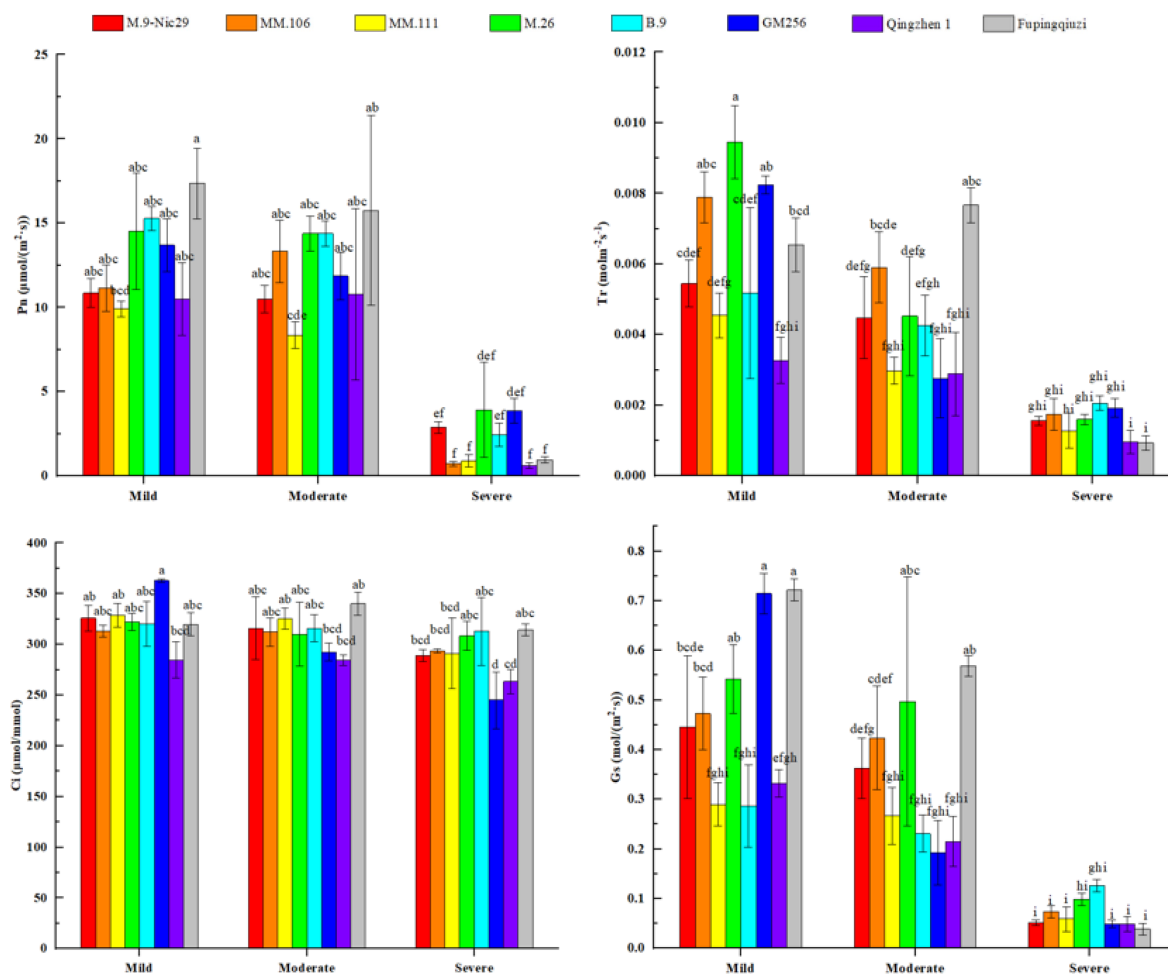 M.9-Nic29 MM.106 MM.111 M.26 B.9 GM256 Qingzhen 1 Fupingqiuzi
Pn (μmol/(m²·s))
25
20
15
10
5
0
abc abc bcd abc abc abc abc a
abc abc cde abc abc abc abc ab
ef f f def ef def f f
Mild Moderate Severe
Tr (molm⁻²s⁻¹)
0.012
0.010
0.008
0.006
0.004
0.002
0.000
cdef abc defg a cdef ab fghi bcd
defg bcde fghi defg efgh fghi fghi abc
ghi ghi hi ghi ghi ghi i i
Mild Moderate Severe
Ci (μmol/mmol)
400
350
300
250
200
150
100
50
0
ab abc ab abc abc a bcd ab
abc abc ab abc abc bcd bcd ab
bcd bcd bcd abc abc d cd abc
Mild Moderate Severe
Gs (mol/(m²·s))
0.8
0.7
0.6
0.5
0.4
0.3
0.2
0.1
0.0
bcde bcd fghi ab fghi a efgh a
defg cdef fghi abc fghi fghi fghi ab
i i i hi ghi i i i
Mild Moderate Severe